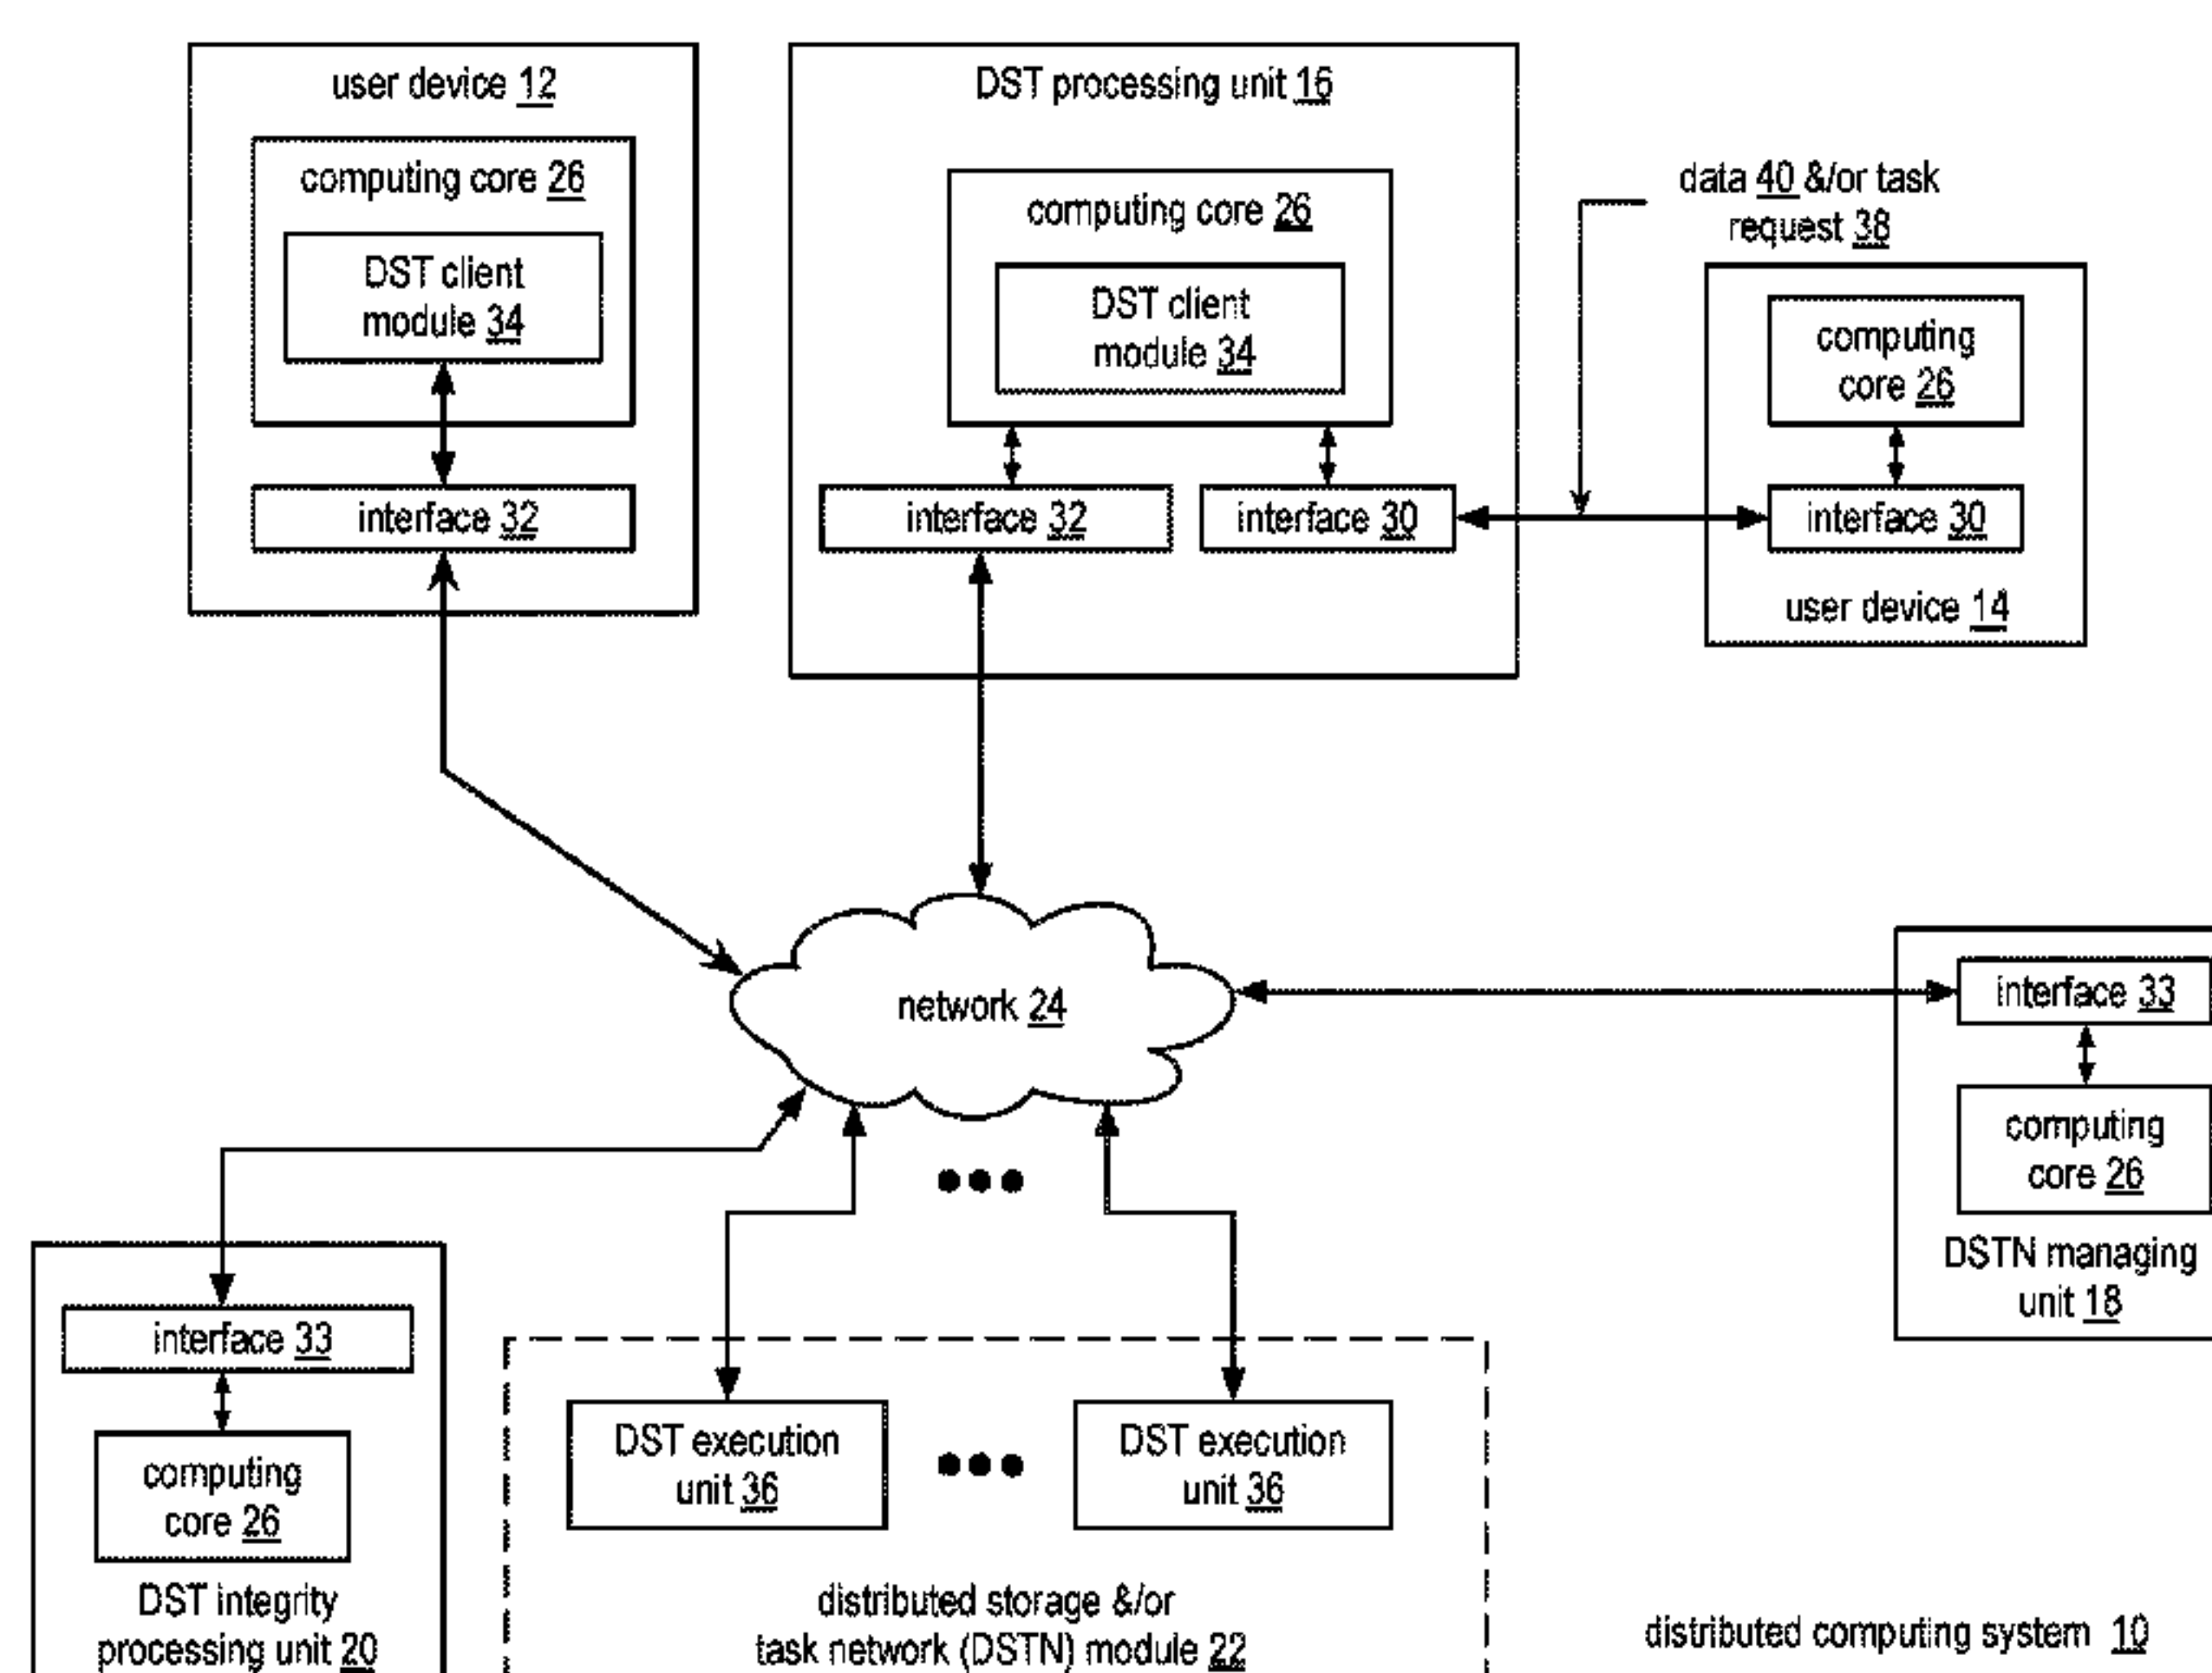 user device 12
computing core 26
DST client
module 34
interface 32
DST processing unit 16
computing core 26
DST client
module 34
interface 32
interface 30
data 40 &/or task
request 38
computing
core 26
interface 30
user device 14
network 24
interface 33
computing
core 26
DSTN managing
unit 18
interface 33
computing
core 26
DST integrity
processing unit 20
DST execution
unit 36
DST execution
unit 36
distributed storage &/or
task network (DSTN) module 22
distributed computing system 10